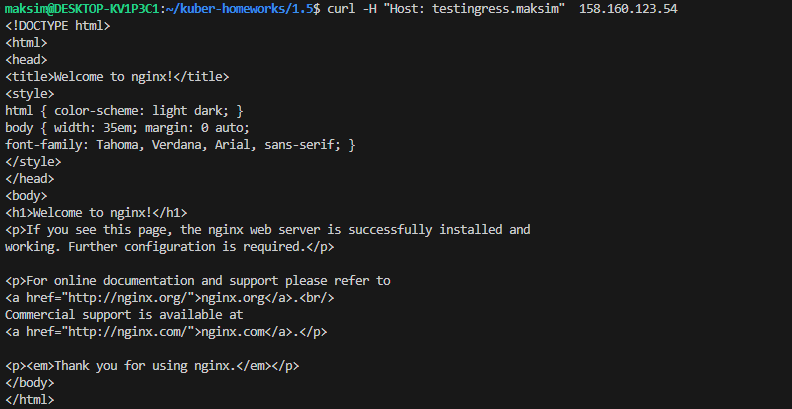 maksim@DESKTOP-KV1P3C1:~/kuber-homeworks/1.5$ curl -H "Host: testingress.maksim"  158.160.123.54
<!DOCTYPE html>
<html>
<head>
<title>Welcome to nginx!</title>
<style>
html { color-scheme: light dark; }
body { width: 35em; margin: 0 auto;
font-family: Tahoma, Verdana, Arial, sans-serif; }
</style>
</head>
<body>
<h1>Welcome to nginx!</h1>
<p>If you see this page, the nginx web server is successfully installed and
working. Further configuration is required.</p>

<p>For online documentation and support please refer to
<a href="http://nginx.org/">nginx.org</a>.<br/>
Commercial support is available at
<a href="http://nginx.com/">nginx.com</a>.</p>

<p><em>Thank you for using nginx.</em></p>
</body>
</html>